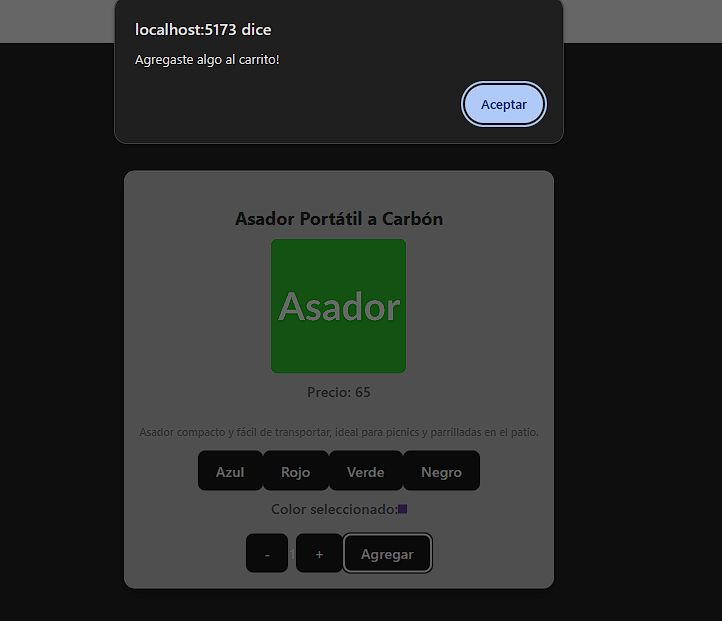 localhost:5173 dice
Agregaste algo al carrito!
Aceptar
Asador Portátil a Carbón
Asador
Precio: 65
Asador compacto y fácil de transportar, ideal para picnics y parrilladas en el patio.
Azul Rojo Verde Negro
Color seleccionado:
- 1 + Agregar